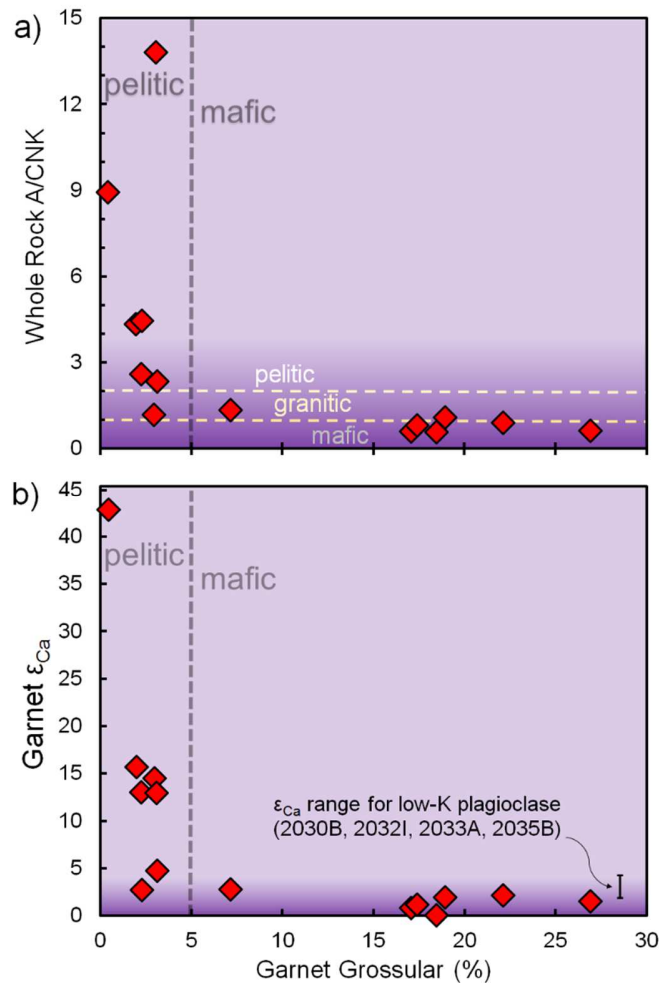 a)
15
12
9
6
3
0
Whole Rock A/CNK
pelitic
mafic
pelitic
granitic
mafic
b)
45
40
35
30
25
20
15
10
5
0
Garnet εCa
pelitic
mafic
εCa range for low-K plagioclase
(2030B, 2032I, 2033A, 2035B)
0 5 10 15 20 25 30
Garnet Grossular (%)